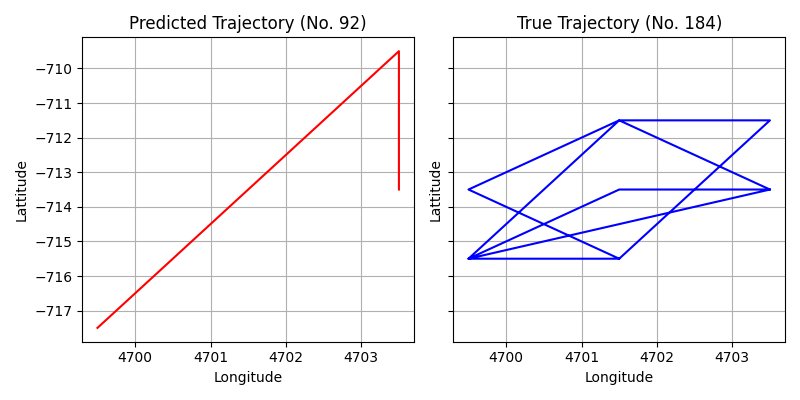 Predicted Trajectory (No. 92)
True Trajectory (No. 184)
Lattitude
−710
−711
−712
−713
−714
−715
−716
−717
4700 4701 4702 4703
Longitude
Lattitude
4700 4701 4702 4703
Longitude